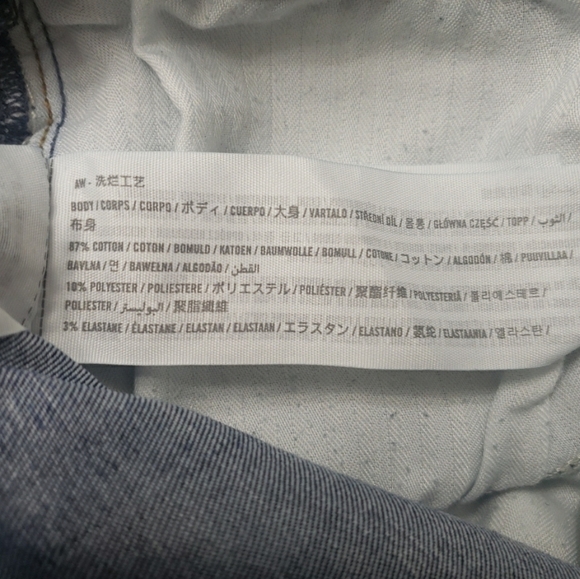 AW - 洗烂工艺
BODY / CORPS / CORPO / ボディ / CUERPO / 大身 / VARTALO / STŘEDNÍ DÍL / 몸통 / GŁÓWNA CZĘŚĆ / TOPP / الثوب /
布身
87% COTTON / COTON / BOMULD / KATOEN / BAUMWOLLE / BOMULL / COTONE / コットン / ALGODÓN / 棉 / PUUVILLAA /
BAVLNA / 면 / BAWEŁNA / ALGODÃO / القطن
10% POLYESTER / POLIESTERE / ポリエステル / POLIÉSTER / 聚酯纤维 / POLYESTERIÄ / 폴리에스테르 /
POLIESTER / البوليستر / 聚脂纖維
3% ELASTANE / ÉLASTANE / ELASTAN / ELASTAAN / エラスタン / ELASTANO / 氨纶 / ELASTAANIA / 엘라스탄 /